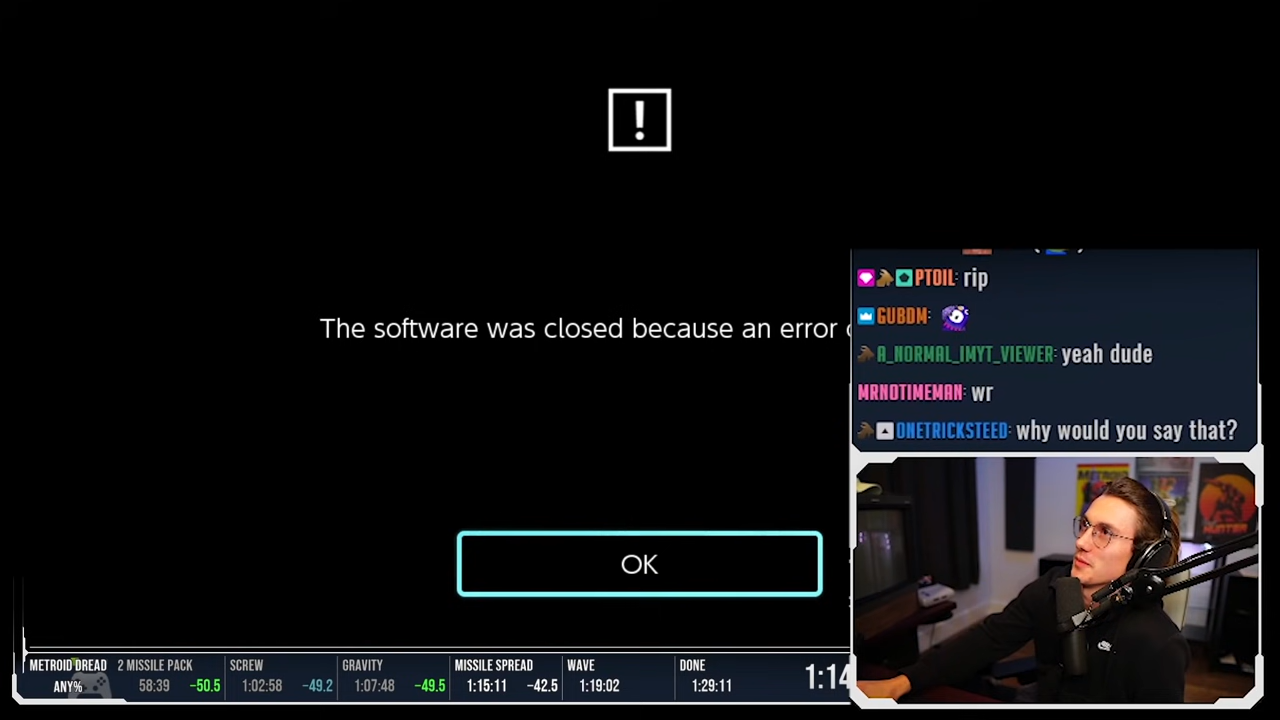 !
The software was closed because an error
PTOIL: rip
GUBDM:
A_NORMAL_IMYT_VIEWER: yeah dude
MRNOTIMEMAN: wr
ONETRICKSTEED: why would you say that?
OK
METROID DREAD
ANY%
2 MISSILE PACK
58:39 -50.5
SCREW
1:02:58 -49.2
GRAVITY
1:07:48 -49.5
MISSILE SPREAD
1:15:11 -42.5
WAVE
1:19:02
DONE
1:29:11
1:14
METROID
HUNTER